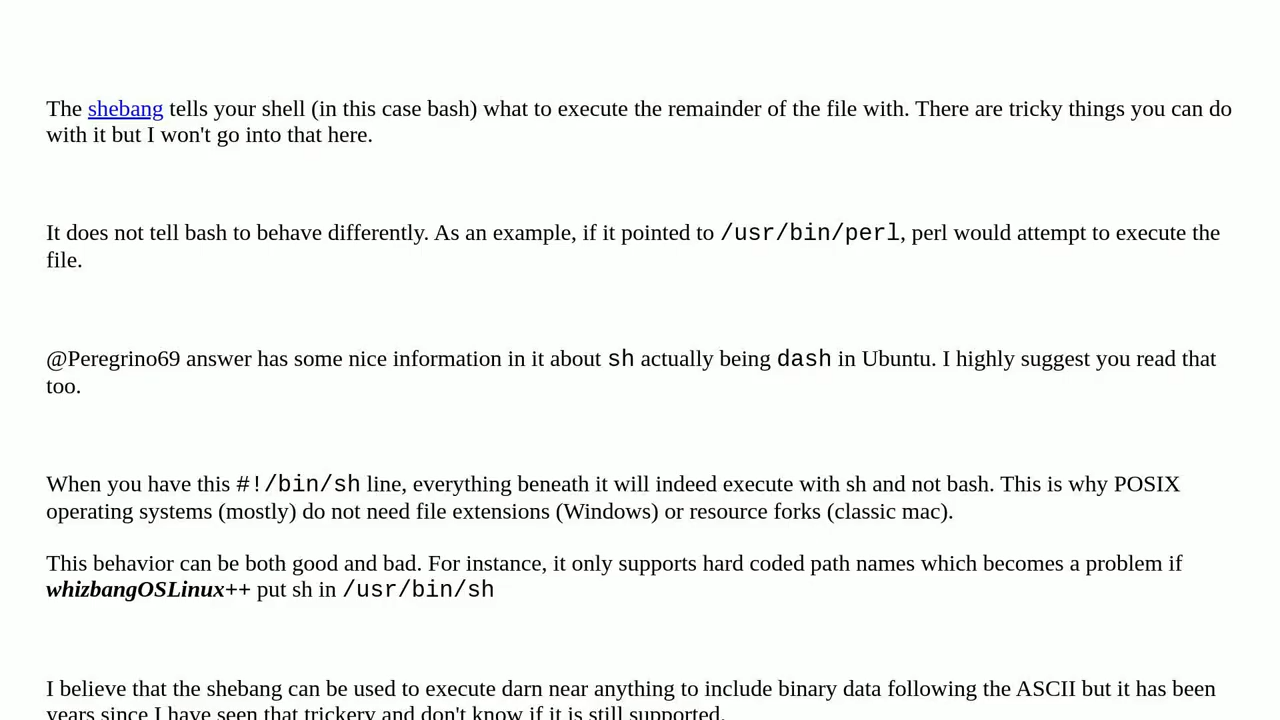 The shebang tells your shell (in this case bash) what to execute the remainder of the file with. There are tricky things you can do
with it but I won't go into that here.
It does not tell bash to behave differently. As an example, if it pointed to /usr/bin/perl, perl would attempt to execute the
file.
@Peregrino69 answer has some nice information in it about sh actually being dash in Ubuntu. I highly suggest you read that
too.
When you have this #!/bin/sh line, everything beneath it will indeed execute with sh and not bash. This is why POSIX
operating systems (mostly) do not need file extensions (Windows) or resource forks (classic mac).
This behavior can be both good and bad. For instance, it only supports hard coded path names which becomes a problem if
whizbangOSLinux++ put sh in /usr/bin/sh
I believe that the shebang can be used to execute darn near anything to include binary data following the ASCII but it has been
years since I have seen that trickery and don't know if it is still supported.